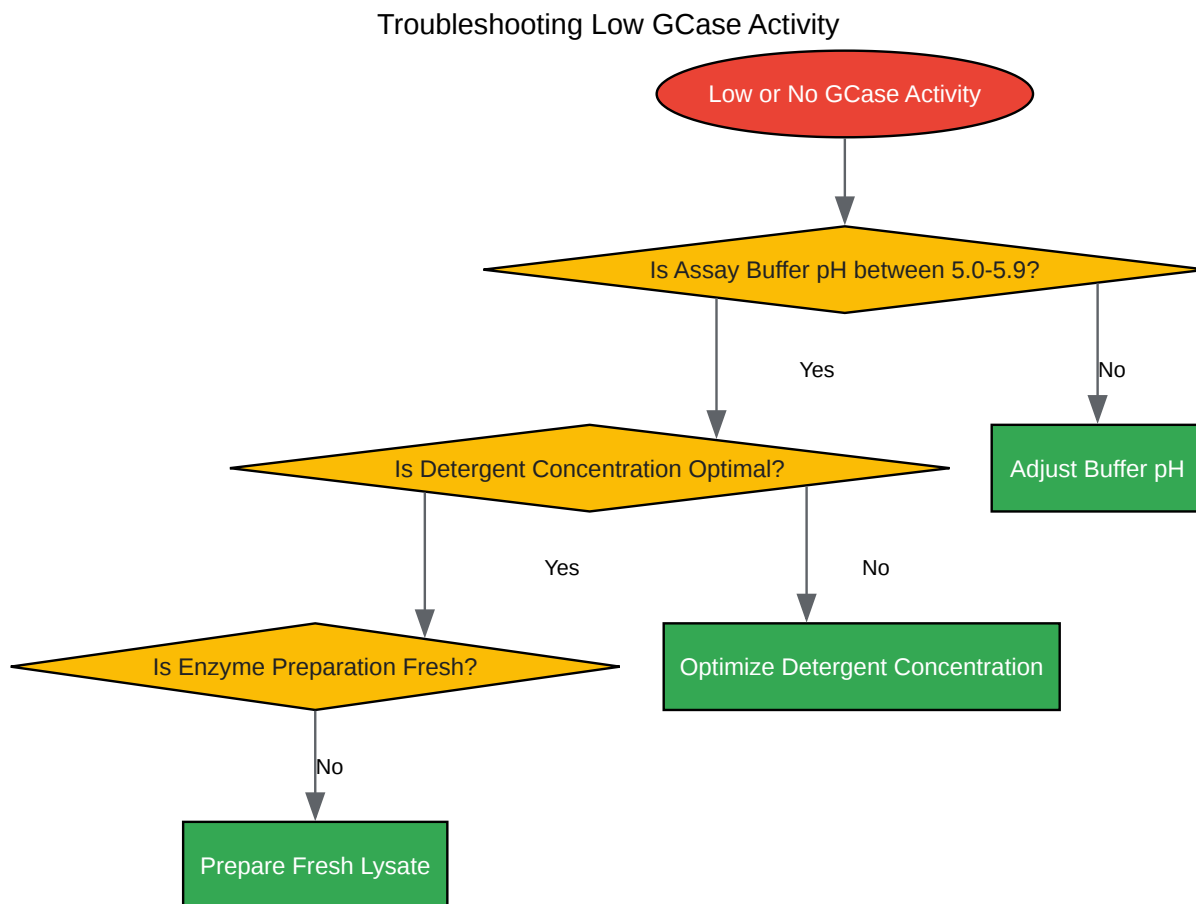 Troubleshooting Low GCase Activity
Low or No GCase Activity
Is Assay Buffer pH between 5.0-5.9?
Yes
No
Is Detergent Concentration Optimal?
Adjust Buffer pH
Yes
No
Is Enzyme Preparation Fresh?
Optimize Detergent Concentration
No
Prepare Fresh Lysate